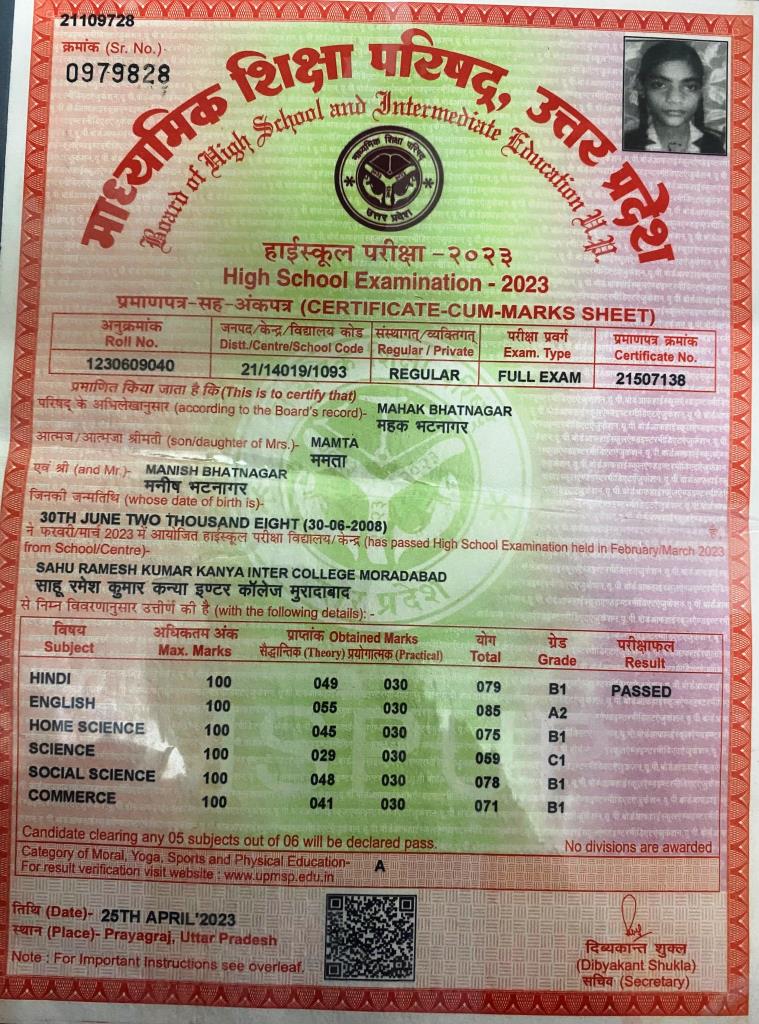 21109728
क्रमांक (Sr. No.)
0979828
माध्यमिक शिक्षा परिषद्, उत्तर प्रदेश
Board of High School and Intermediate Education U.P.
माध्यमिक शिक्षा परिषद्
उत्तर प्रदेश
हाईस्कूल परीक्षा -२०२३
High School Examination - 2023
प्रमाणपत्र-सह-अंकपत्र (CERTIFICATE-CUM-MARKS SHEET)
अनुक्रमांक जनपद/केन्द्र/विद्यालय कोड संस्थागत/व्यक्तिगत परीक्षा प्रवर्ग प्रमाणपत्र क्रमांक
Roll No. Distt./Centre/School Code Regular / Private Exam. Type Certificate No.
1230609040 21/14019/1093 REGULAR FULL EXAM 21507138
प्रमाणित किया जाता है कि(This is to certify that)
परिषद् के अभिलेखानुसार (according to the Board's record)- MAHAK BHATNAGAR
महक भटनागर
आत्मज/आत्मजा श्रीमती (son/daughter of Mrs.)- MAMTA
ममता
एवं श्री (and Mr.)- MANISH BHATNAGAR
मनीष भटनागर
जिनकी जन्मतिथि (whose date of birth is)-
30TH JUNE TWO THOUSAND EIGHT (30-06-2008) है,
ने फरवरी/मार्च 2023 में आयोजित हाईस्कूल परीक्षा विद्यालय/केन्द्र (has passed High School Examination held in February/March 2023
from School/Centre)-
SAHU RAMESH KUMAR KANYA INTER COLLEGE MORADABAD
साहू रमेश कुमार कन्या इण्टर कॉलेज मुरादाबाद
से निम्न विवरणानुसार उत्तीर्ण की है (with the following details): -
विषय अधिकतम अंक प्राप्तांक Obtained Marks योग ग्रेड परीक्षाफल
Subject Max. Marks सैद्धान्तिक (Theory) प्रयोगात्मक (Practical) Total Grade Result
HINDI 100 049 030 079 B1 PASSED
ENGLISH 100 055 030 085 A2
HOME SCIENCE 100 045 030 075 B1
SCIENCE 100 029 030 059 C1
SOCIAL SCIENCE 100 048 030 078 B1
COMMERCE 100 041 030 071 B1
Candidate clearing any 05 subjects out of 06 will be declared pass. No divisions are awarded
Category of Moral, Yoga, Sports and Physical Education- A
For result verification visit website : www.upmsp.edu.in
तिथि (Date)- 25TH APRIL'2023
स्थान (Place)- Prayagraj, Uttar Pradesh
Note : For Important Instructions see overleaf.
दिब्यकान्त शुक्ल
(Dibyakant Shukla)
सचिव (Secretary)